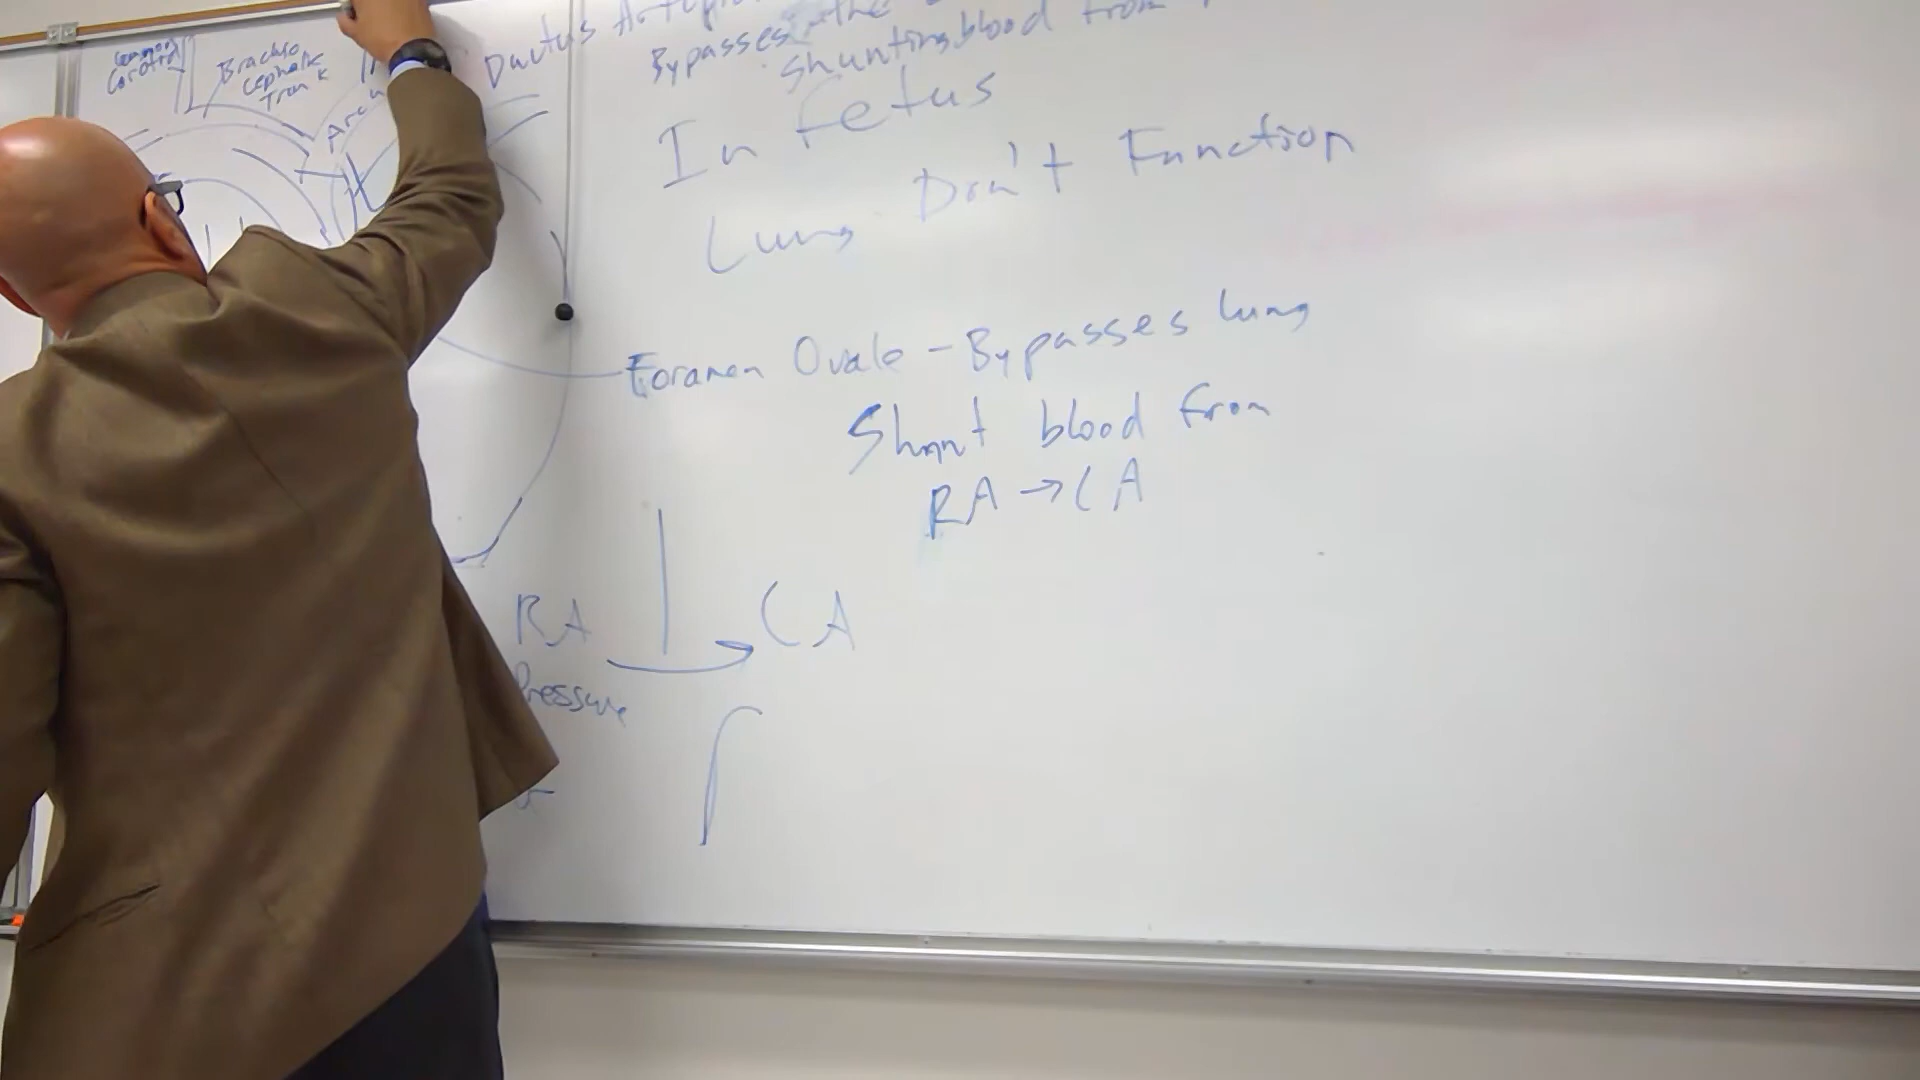 Common
Carotid
Brachio
Cephalic
Trunk
Arch
Ductus
Bypasses the
shunting blood from
In Fetus
Lung Don't Function
Foramen Ovale - Bypasses lung
Shunt blood from
RA → LA
RA LA
Pressure